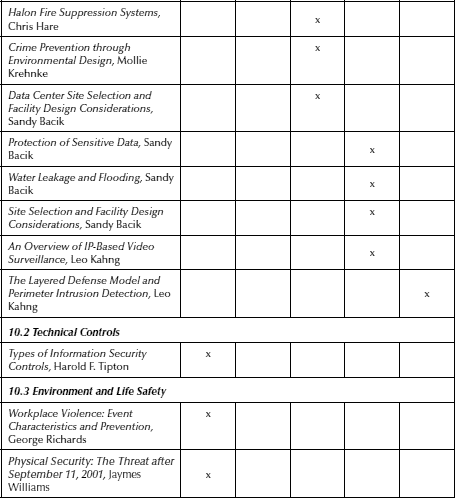 Halon Fire Suppression Systems,
Chris Hare
x
Crime Prevention through
Environmental Design, Mollie
Krehnke
x
Data Center Site Selection and
Facility Design Considerations,
Sandy Bacik
x
Protection of Sensitive Data, Sandy
Bacik
x
Water Leakage and Flooding, Sandy
Bacik
x
Site Selection and Facility Design
Considerations, Sandy Bacik
x
An Overview of IP-Based Video
Surveillance, Leo Kahng
x
The Layered Defense Model and
Perimeter Intrusion Detection, Leo
Kahng
x
10.2 Technical Controls
Types of Information Security
Controls, Harold F. Tipton
x
10.3 Environment and Life Safety
Workplace Violence: Event
Characteristics and Prevention,
George Richards
x
Physical Security: The Threat after
September 11, 2001, Jaymes
Williams
x